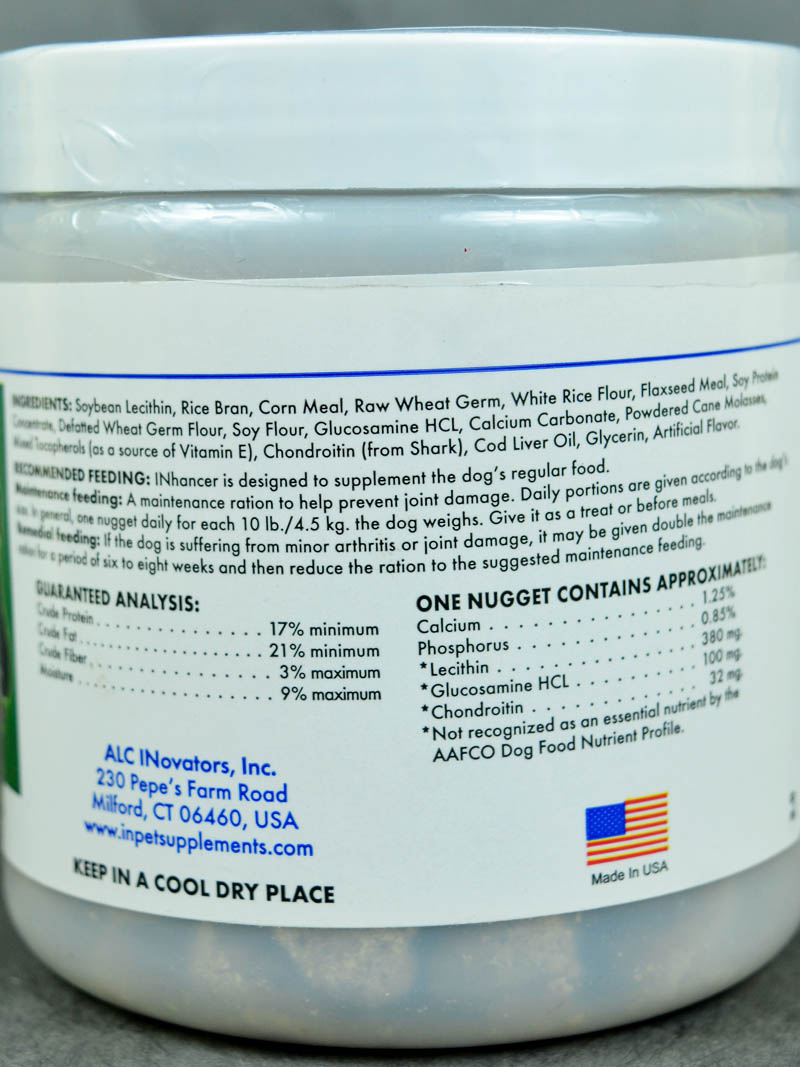 INGREDIENTS: Soybean Lecithin, Rice Bran, Corn Meal, Raw Wheat Germ, White Rice Flour, Flaxseed Meal, Soy Protein
Concentrate, Defatted Wheat Germ Flour, Soy Flour, Glucosamine HCL, Calcium Carbonate, Powdered Cane Molasses,
Mixed Tocopherols (as a source of Vitamin E), Chondroitin (from Shark), Cod Liver Oil, Glycerin, Artificial Flavor.
RECOMMENDED FEEDING: INhancer is designed to supplement the dog's regular food.
Maintenance feeding: A maintenance ration to help prevent joint damage. Daily portions are given according to the dog's
size. In general, one nugget daily for each 10 lb./4.5 kg. the dog weighs. Give it as a treat or before meals.
Remedial feeding: If the dog is suffering from minor arthritis or joint damage, it may be given double the maintenance
ration for a period of six to eight weeks and then reduce the ration to the suggested maintenance feeding.
GUARANTEED ANALYSIS:
Crude Protein . . . . . . . . . . . . . . . 17% minimum
Crude Fat . . . . . . . . . . . . . . . . . 21% minimum
Crude Fiber . . . . . . . . . . . . . . . . 3% maximum
Moisture . . . . . . . . . . . . . . . . . 9% maximum
ONE NUGGET CONTAINS APPROXIMATELY:
Calcium . . . . . . . . . . . . . . . 1.25%
Phosphorus . . . . . . . . . . . . . 0.85%
*Lecithin . . . . . . . . . . . . . . 380 mg.
*Glucosamine HCL . . . . . . . . . 100 mg.
*Chondroitin . . . . . . . . . . . . 32 mg.
*Not recognized as an essential nutrient by the
AAFCO Dog Food Nutrient Profile.
ALC INovators, Inc.
230 Pepe's Farm Road
Milford, CT 06460, USA
www.inpetsupplements.com
KEEP IN A COOL DRY PLACE
Made In USA